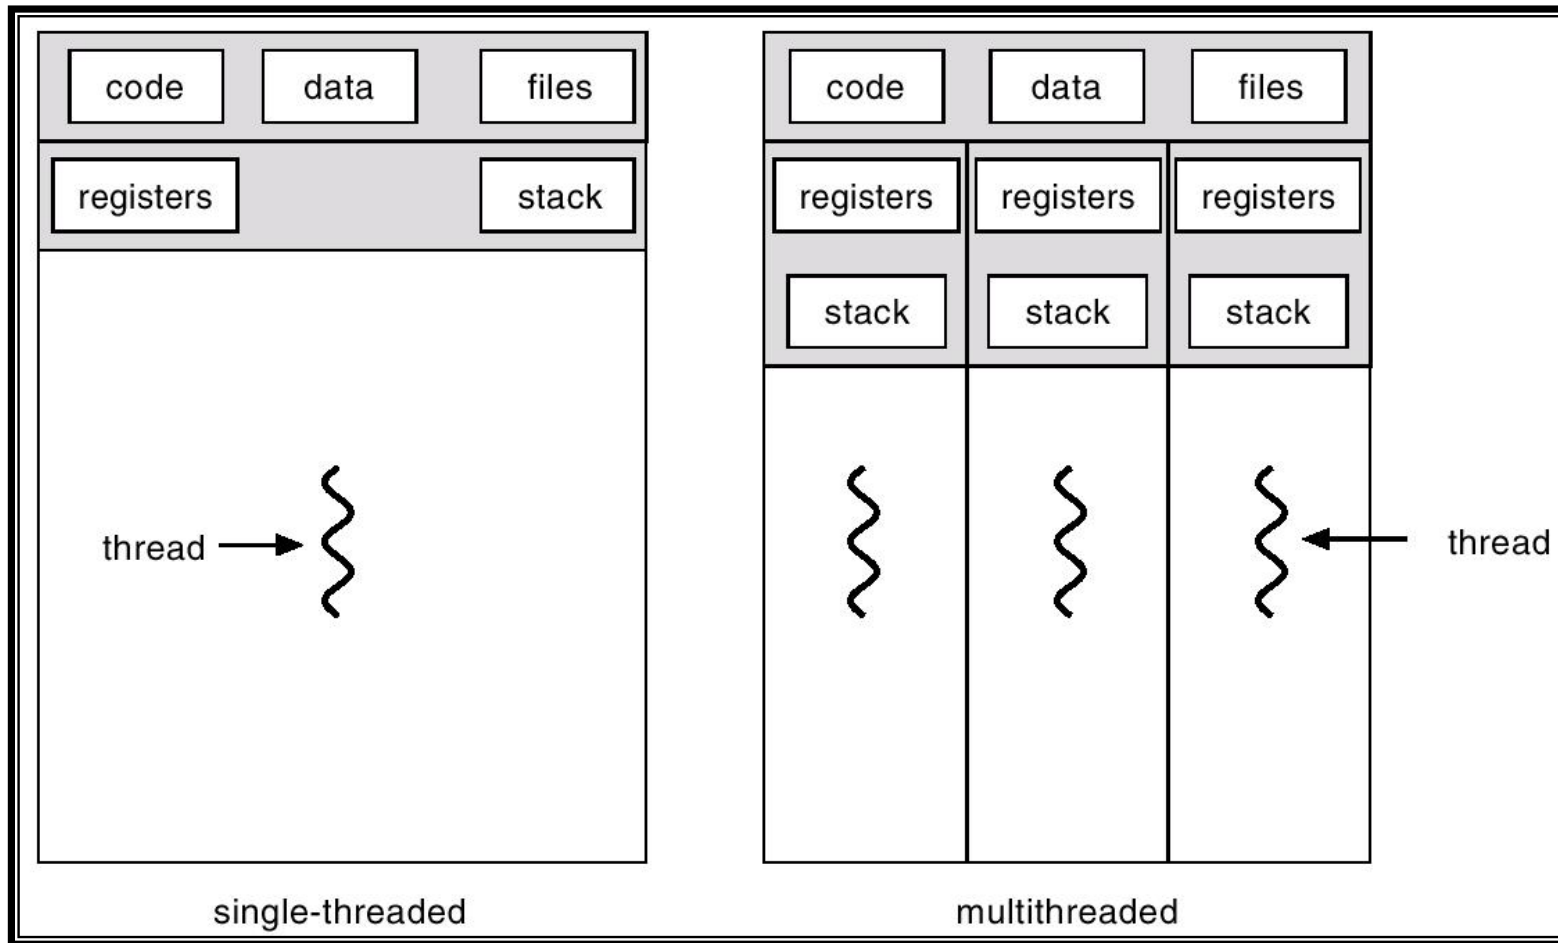 code data files code data files
registers stack registers registers registers
stack stack stack
thread thread
single-threaded multithreaded